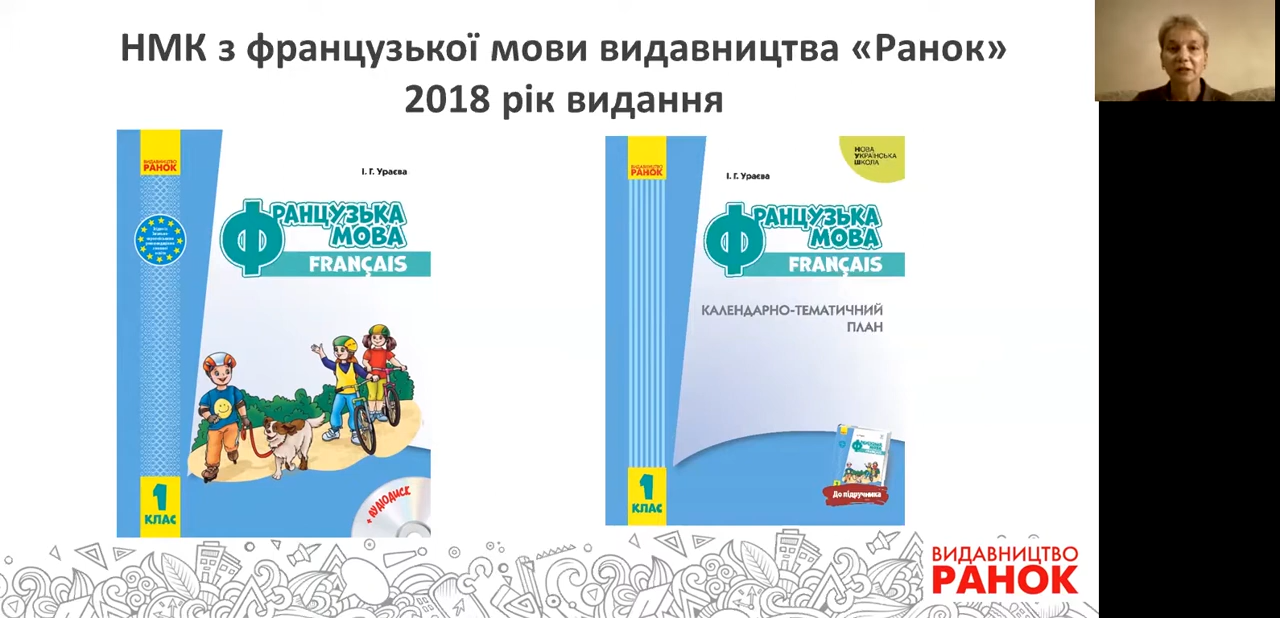 НМК з французької мови видавництва «Ранок»
2018 рік видання
ВИДАВНИЦТВО
РАНОК
І. Г. Ураєва
ФРАНЦУЗЬКА
МОВА
FRANÇAIS
+ АУДІОДИСК
1
КЛАС
ВИДАВНИЦТВО
РАНОК
НОВА
УКРАЇНСЬКА
ШКОЛА
І. Г. Ураєва
ФРАНЦУЗЬКА
МОВА
FRANÇAIS
КАЛЕНДАРНО-ТЕМАТИЧНИЙ
ПЛАН
До підручника
1
КЛАС
ВИДАВНИЦТВО
РАНОК